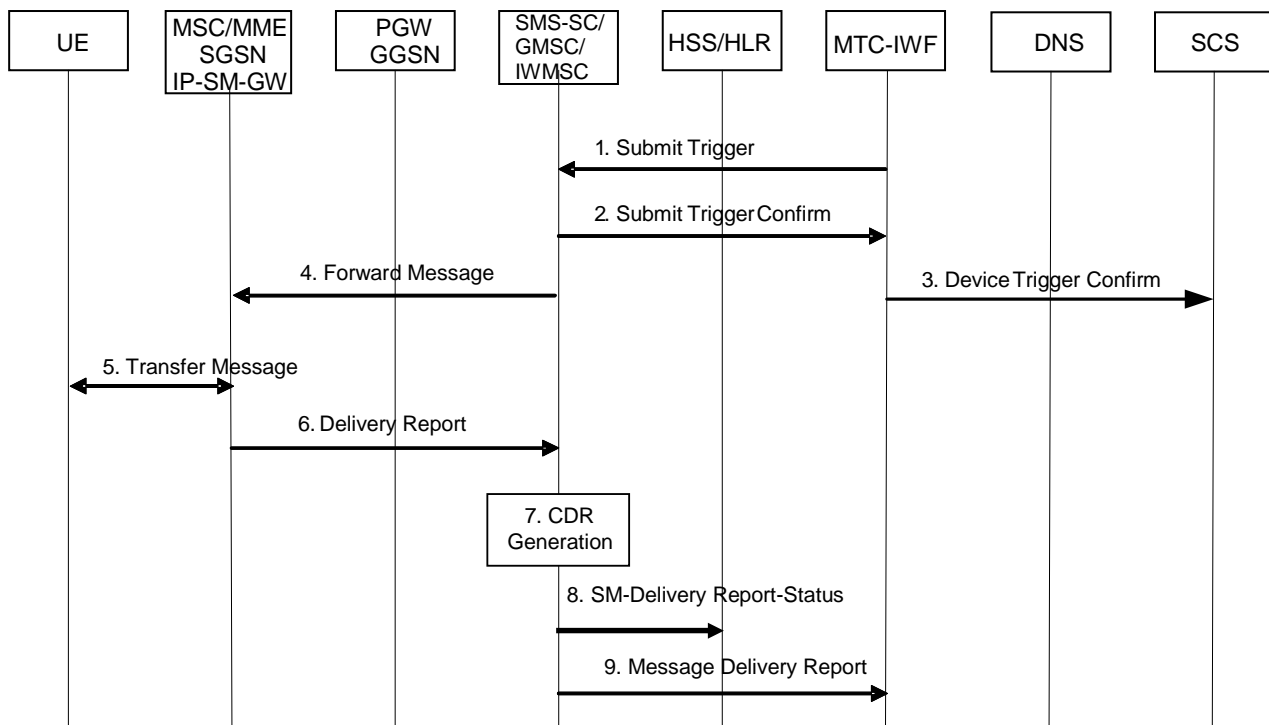 UE
MSC/MME
SGSN
IP-SM-GW
PGW
GGSN
SMS-SC/
GMSC/
IWMSC
HSS/HLR
MTC-IWF
DNS
SCS
1. Submit Trigger
2. Submit Trigger Confirm
4. Forward Message
3. Device Trigger Confirm
5. Transfer Message
6. Delivery Report
7. CDR
Generation
8. SM-Delivery Report-Status
9. Message Delivery Report